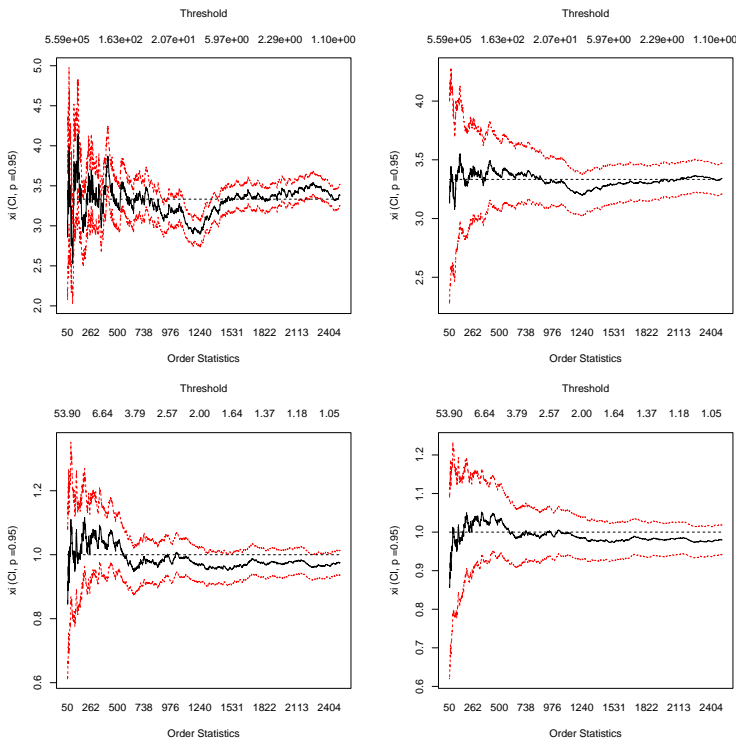 Threshold
5.59e+05 1.63e+02 2.07e+01 5.97e+00 2.29e+00 1.10e+00
5.0
4.5
4.0
3.5
3.0
2.5
2.0
xi (CI, p =0.95)
50 262 500 738 976 1240 1531 1822 2113 2404
Order Statistics
Threshold
5.59e+05 1.63e+02 2.07e+01 5.97e+00 2.29e+00 1.10e+00
4.0
3.5
3.0
2.5
xi (CI, p =0.95)
50 262 500 738 976 1240 1531 1822 2113 2404
Order Statistics
Threshold
53.90 6.64 3.79 2.57 2.00 1.64 1.37 1.18 1.05
1.2
1.0
0.8
0.6
xi (CI, p =0.95)
50 262 500 738 976 1240 1531 1822 2113 2404
Order Statistics
Threshold
53.90 6.64 3.79 2.57 2.00 1.64 1.37 1.18 1.05
1.2
1.1
1.0
0.9
0.8
0.7
0.6
xi (CI, p =0.95)
50 262 500 738 976 1240 1531 1822 2113 2404
Order Statistics